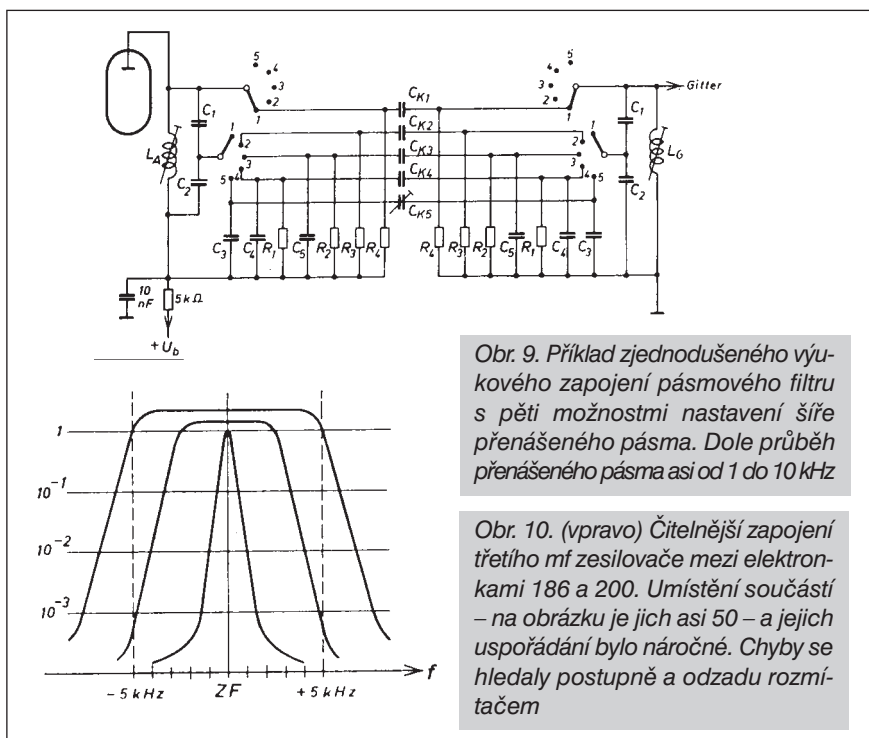 5
4
3
2
1
C1
LA
C2
1
2
3
4
5
CK1
CK2
CK3
CK4
CK5
5
4
3
2
1
Gitter
C1
LG
C2
1
2
3
4
5
C3
C4
R1
C5
R2
R3
R4
R4
R3
R2
C5
R1
C4
C3
10 nF
5kΩ
+Ub
1
10-1
10-2
10-3
- 5 kHz
ZF
+ 5 kHz
f
Obr. 9. Příklad zjednodušeného výu-
kového zapojení pásmového filtru
s pěti možnostmi nastavení šíře
přenášeného pásma. Dole průběh
přenášeného pásma asi od 1 do 10 kHz
Obr. 10. (vpravo) Čitelnější zapojení
třetího mf zesilovače mezi elektron-
kami 186 a 200. Umístění součástí
– na obrázku je jich asi 50 – a jejich
uspořádání bylo náročné. Chyby se
hledaly postupně a odzadu rozmí-
tačem